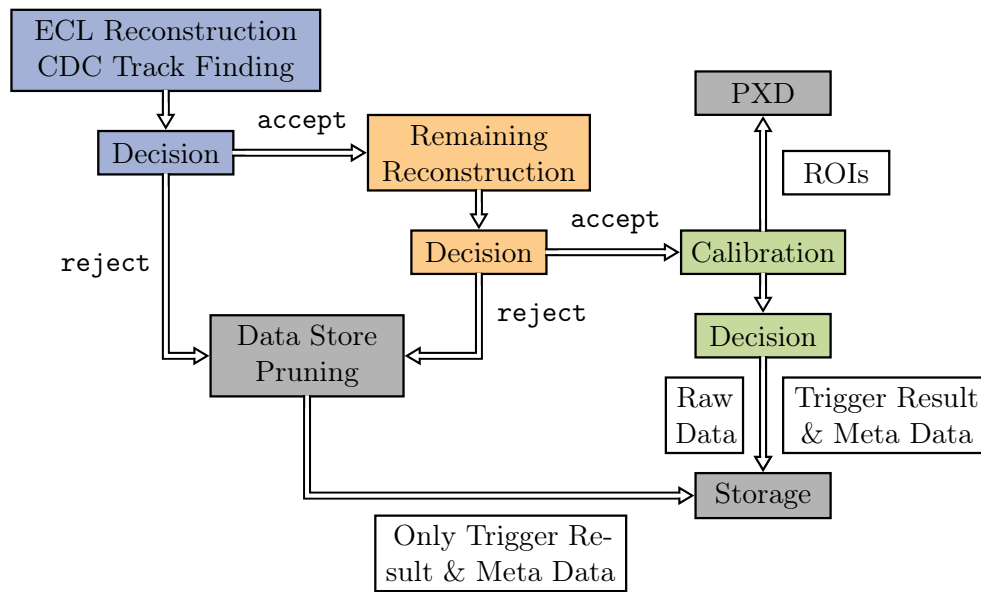 ECL Reconstruction
CDC Track Finding
PXD
accept
Decision
Remaining
Reconstruction
ROIs
accept
Decision
Calibration
reject
reject
Data Store
Pruning
Decision
Raw
Data
Trigger Result
& Meta Data
Storage
Only Trigger Re-
sult & Meta Data